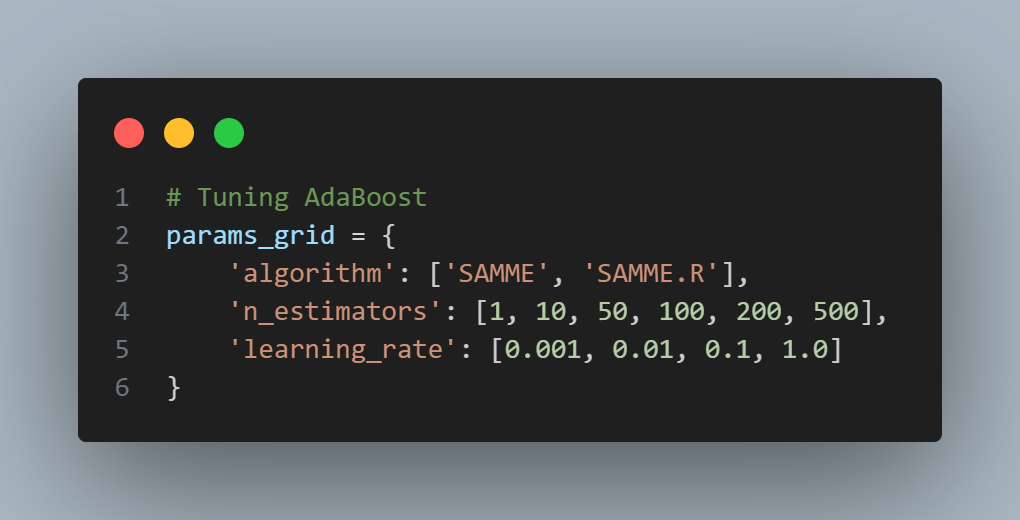 1 # Tuning AdaBoost
2 params_grid = {
3     'algorithm': ['SAMME', 'SAMME.R'],
4     'n_estimators': [1, 10, 50, 100, 200, 500],
5     'learning_rate': [0.001, 0.01, 0.1, 1.0]
6 }